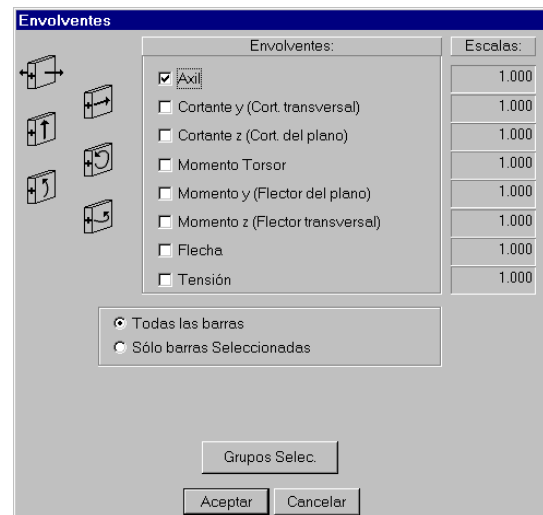 Envolventes
Envolventes: Escalas:
Axil 1.000
Cortante y (Cort. transversal) 1.000
Cortante z (Cort. del plano) 1.000
Momento Torsor 1.000
Momento y (Flector del plano) 1.000
Momento z (Flector transversal) 1.000
Flecha 1.000
Tensión 1.000
Todas las barras
Sólo barras Seleccionadas
Grupos Selec.
Aceptar Cancelar